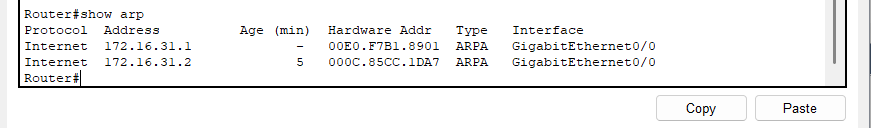 Router#show arp
Protocol  Address          Age (min)  Hardware Addr   Type   Interface
Internet  172.16.31.1             -   00E0.F7B1.8901  ARPA   GigabitEthernet0/0
Internet  172.16.31.2             5   000C.85CC.1DA7  ARPA   GigabitEthernet0/0
Router#
Copy Paste